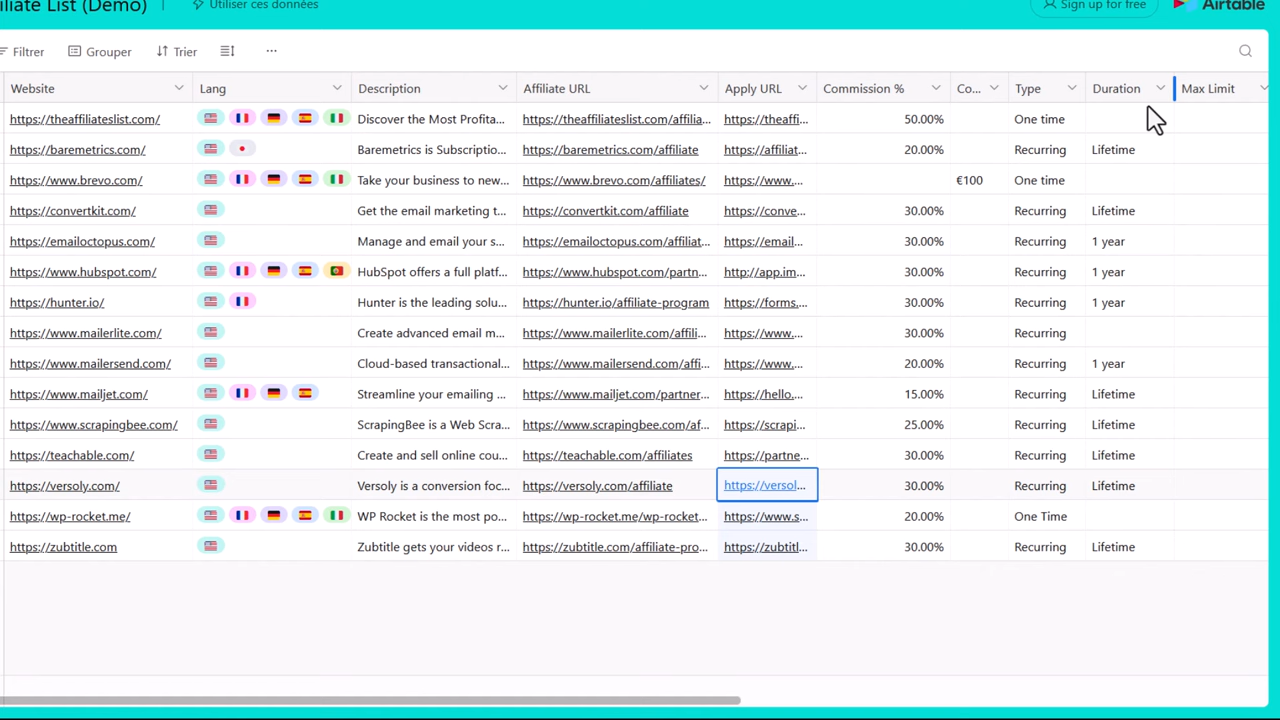 iliate List (Demo) Utiliser ces données Sign up for free Airtable
Filtrer Grouper Trier ...
Website Lang Description Affiliate URL Apply URL Commission % Co... Type Duration Max Limit
https://theaffiliateslist.com/ Discover the Most Profita... https://theaffiliateslist.com/affilia... https://theaffi... 50.00% One time
https://baremetrics.com/ Baremetrics is Subscriptio... https://baremetrics.com/affiliate https://affiliat... 20.00% Recurring Lifetime
https://www.brevo.com/ Take your business to new... https://www.brevo.com/affiliates/ https://www.... €100 One time
https://convertkit.com/ Get the email marketing t... https://convertkit.com/affiliate https://conve... 30.00% Recurring Lifetime
https://emailoctopus.com/ Manage and email your s... https://emailoctopus.com/affiliat... https://email... 30.00% Recurring 1 year
https://www.hubspot.com/ HubSpot offers a full platf... https://www.hubspot.com/partn... http://app.im... 30.00% Recurring 1 year
https://hunter.io/ Hunter is the leading solu... https://hunter.io/affiliate-program https://forms.... 30.00% Recurring 1 year
https://www.mailerlite.com/ Create advanced email m... https://www.mailerlite.com/affili... https://www.... 30.00% Recurring
https://www.mailersend.com/ Cloud-based transactional... https://www.mailersend.com/affi... https://www.... 20.00% Recurring 1 year
https://www.mailjet.com/ Streamline your emailing ... https://www.mailjet.com/partner... https://hello.... 15.00% Recurring Lifetime
https://www.scrapingbee.com/ ScrapingBee is a Web Scra... https://www.scrapingbee.com/af... https://scrapi... 25.00% Recurring Lifetime
https://teachable.com/ Create and sell online cou... https://teachable.com/affiliates https://partne... 30.00% Recurring Lifetime
https://versoly.com/ Versoly is a conversion foc... https://versoly.com/affiliate https://versol... 30.00% Recurring Lifetime
https://wp-rocket.me/ WP Rocket is the most po... https://wp-rocket.me/wp-rocket... https://www.s... 20.00% One Time
https://zubtitle.com Zubtitle gets your videos r... https://zubtitle.com/affiliate-pro... https://zubtitl... 30.00% Recurring Lifetime